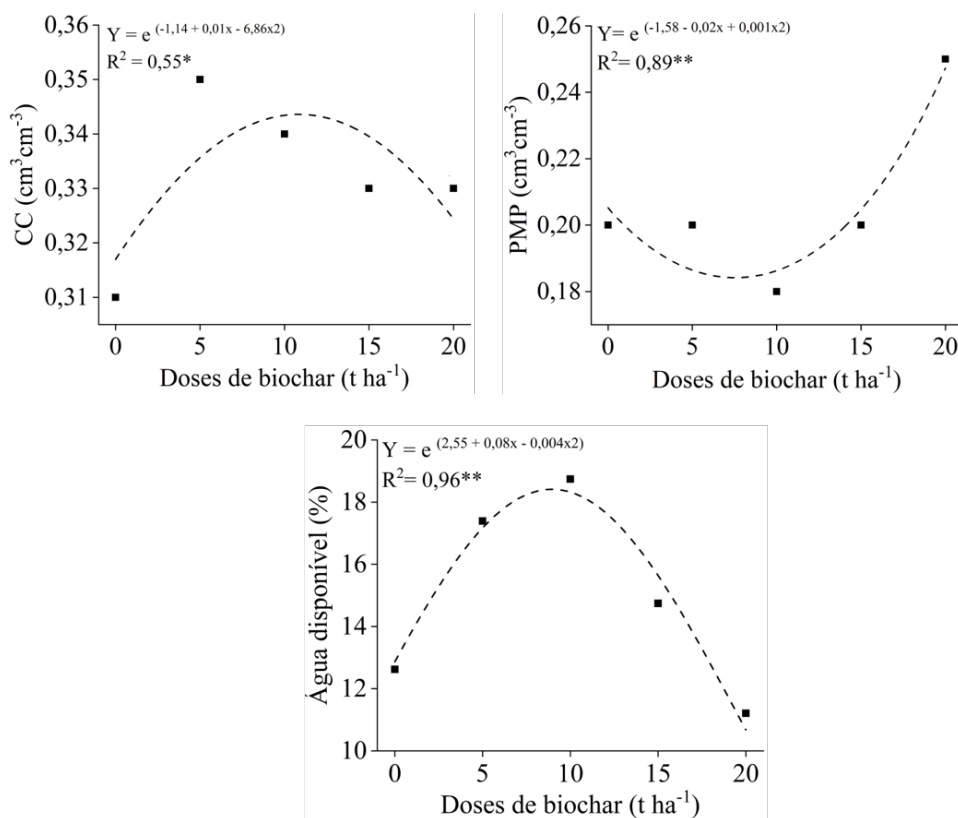 Y = e (-1,14 + 0,01x - 6,86x2)
R² = 0,55*
0,36
0,35
0,34
0,33
0,32
0,31
CC (cm³cm⁻³)
0 5 10 15 20
Doses de biochar (t ha⁻¹)
Y= e (-1,58 - 0,02x + 0,001x2)
R²= 0,89**
0,26
0,24
0,22
0,20
0,18
PMP (cm³cm⁻³)
0 5 10 15 20
Doses de biochar (t ha⁻¹)
Y = e (2,55 + 0,08x - 0,004x2)
R²= 0,96**
20
18
16
14
12
10
Água disponível (%)
0 5 10 15 20
Doses de biochar (t ha⁻¹)